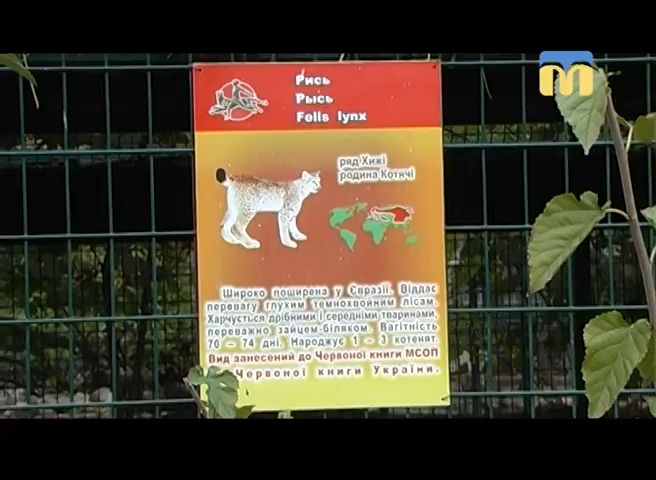 Рись
Рысь
Folis lynx
ряд Хижі
родина Котячі
Широко поширена у Євразії. Віддає
перевагу глухим темнохвойним лісам.
Харчується дрібними і середніми тваринами,
переважно зайцем-біляком. Вагітність
70 - 74 дні. Народжує 1 - 3 котенят.
Вид занесений до Червоної книги МСОП
Червоної книги України.